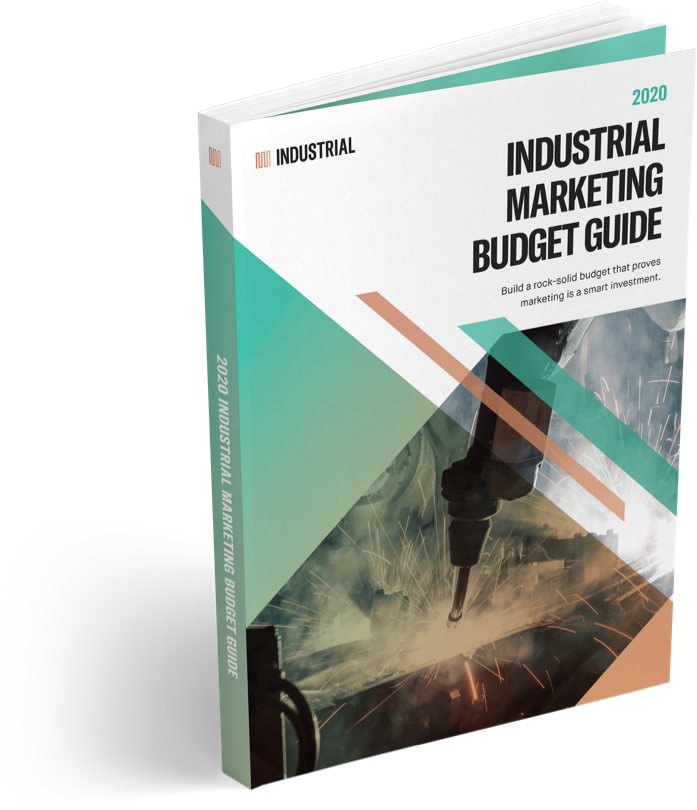 2020
INDUSTRIAL
INDUSTRIAL
MARKETING
BUDGET GUIDE
Build a rock-solid budget that proves
marketing is a smart investment.
2020 INDUSTRIAL MARKETING BUDGET GUIDE